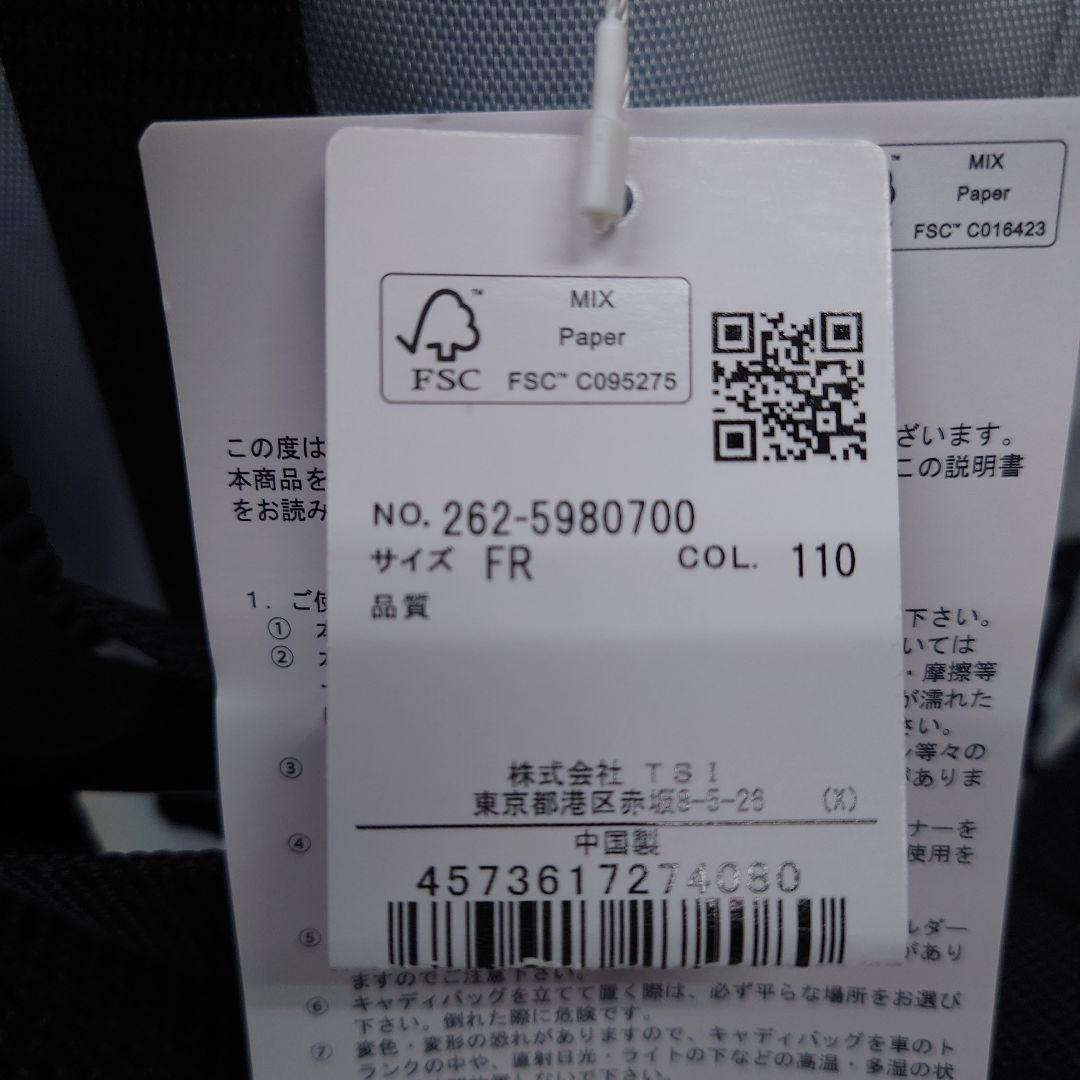 MIX
Paper
FSC™ C016423
FSC
MIX
Paper
FSC™ C095275
NO. 262-5980700
サイズ FR COL. 110
品質
株式会社 TSI
東京都港区赤坂8-5-26 (X)
中国製
4573617274080
この度は ざいます。
本商品を この説明書
をお読み
1. ご使
① 下さい。
② いては
・摩擦等
が濡れた
さい。
③ 等々の
がありま
④ ナーを
使用を
⑤ ルダー
があり
ますのでご注意下さい。
⑥ キャディバッグを立てて置く際は、必ず平らな場所をお選び
下さい。倒れた際に危険です。
⑦ 変色・変形の恐れがありますので、キャディバッグを車のト
ランクの中や、直射日光・ライトの下などの高温・多湿の状